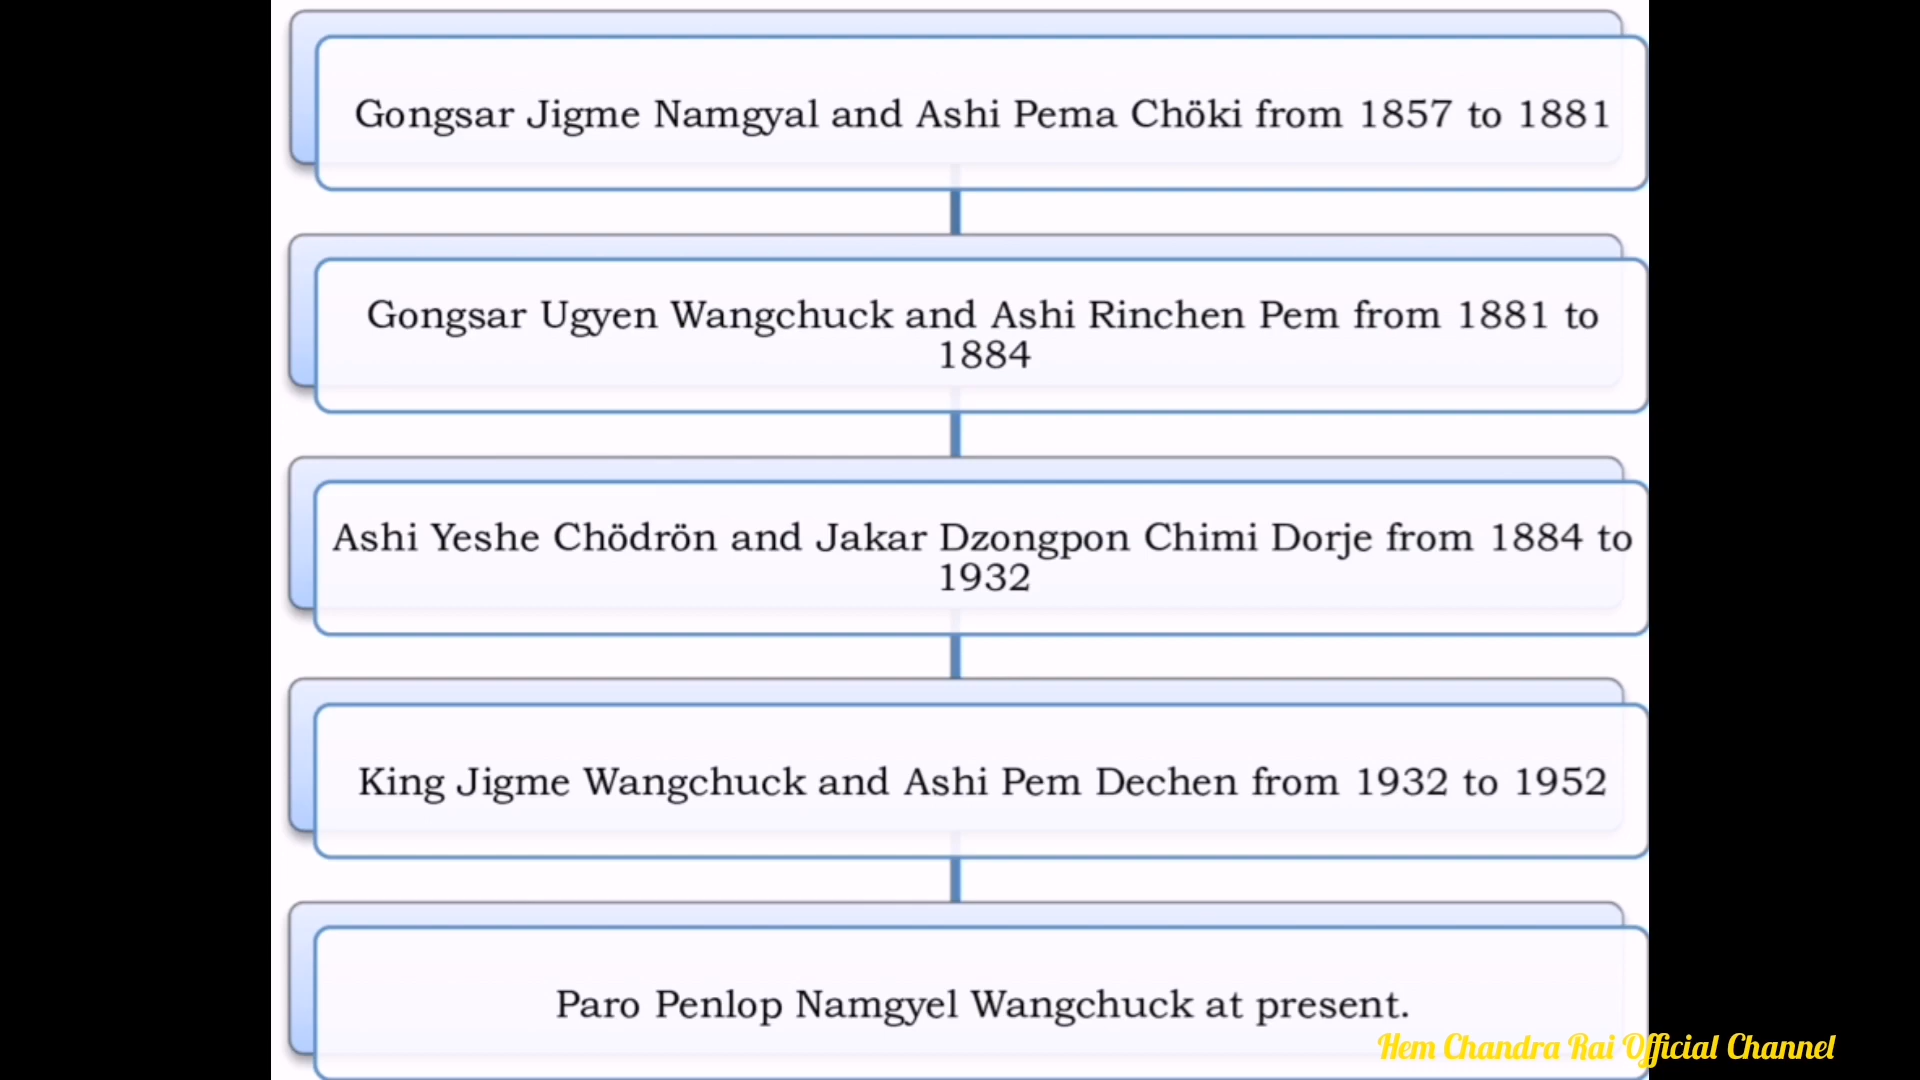 Gongsar Jigme Namgyal and Ashi Pema Chöki from 1857 to 1881
Gongsar Ugyen Wangchuck and Ashi Rinchen Pem from 1881 to
1884
Ashi Yeshe Chödrön and Jakar Dzongpon Chimi Dorje from 1884 to
1932
King Jigme Wangchuck and Ashi Pem Dechen from 1932 to 1952
Paro Penlop Namgyel Wangchuck at present.
Hem Chandra Rai Official Channel